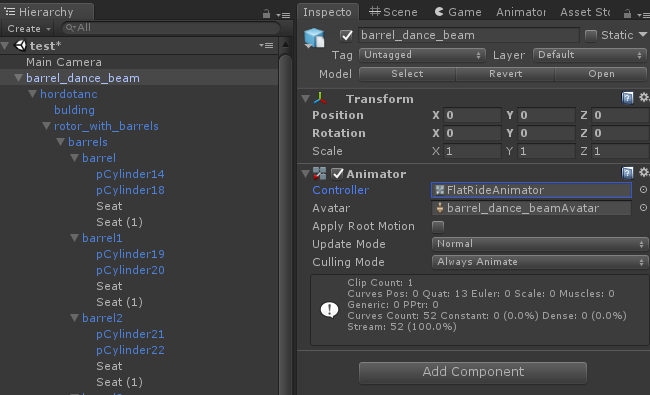 Hierarchy
Create
All
test*
Main Camera
barrel_dance_beam
hordotanc
bulding
rotor_with_barrels
barrels
barrel
pCylinder14
pCylinder18
Seat
Seat (1)
barrel1
pCylinder19
pCylinder20
Seat
Seat (1)
barrel2
pCylinder21
pCylinder22
Seat
Seat (1)
Inspecto Scene Game Animator Asset Sto
barrel_dance_beam Static
Tag Untagged Layer Default
Model Select Revert Open
Transform
Position X 0 Y 0 Z 0
Rotation X 0 Y 0 Z 0
Scale X 1 Y 1 Z 1
Animator
Controller FlatRideAnimator
Avatar barrel_dance_beamAvatar
Apply Root Motion
Update Mode Normal
Culling Mode Always Animate
Clip Count: 1
Curves Pos: 0 Quat: 13 Euler: 0 Scale: 0 Muscles: 0
Generic: 0 PPtr: 0
Curves Count: 52 Constant: 0 (0.0%) Dense: 0 (0.0%)
Stream: 52 (100.0%)
Add Component